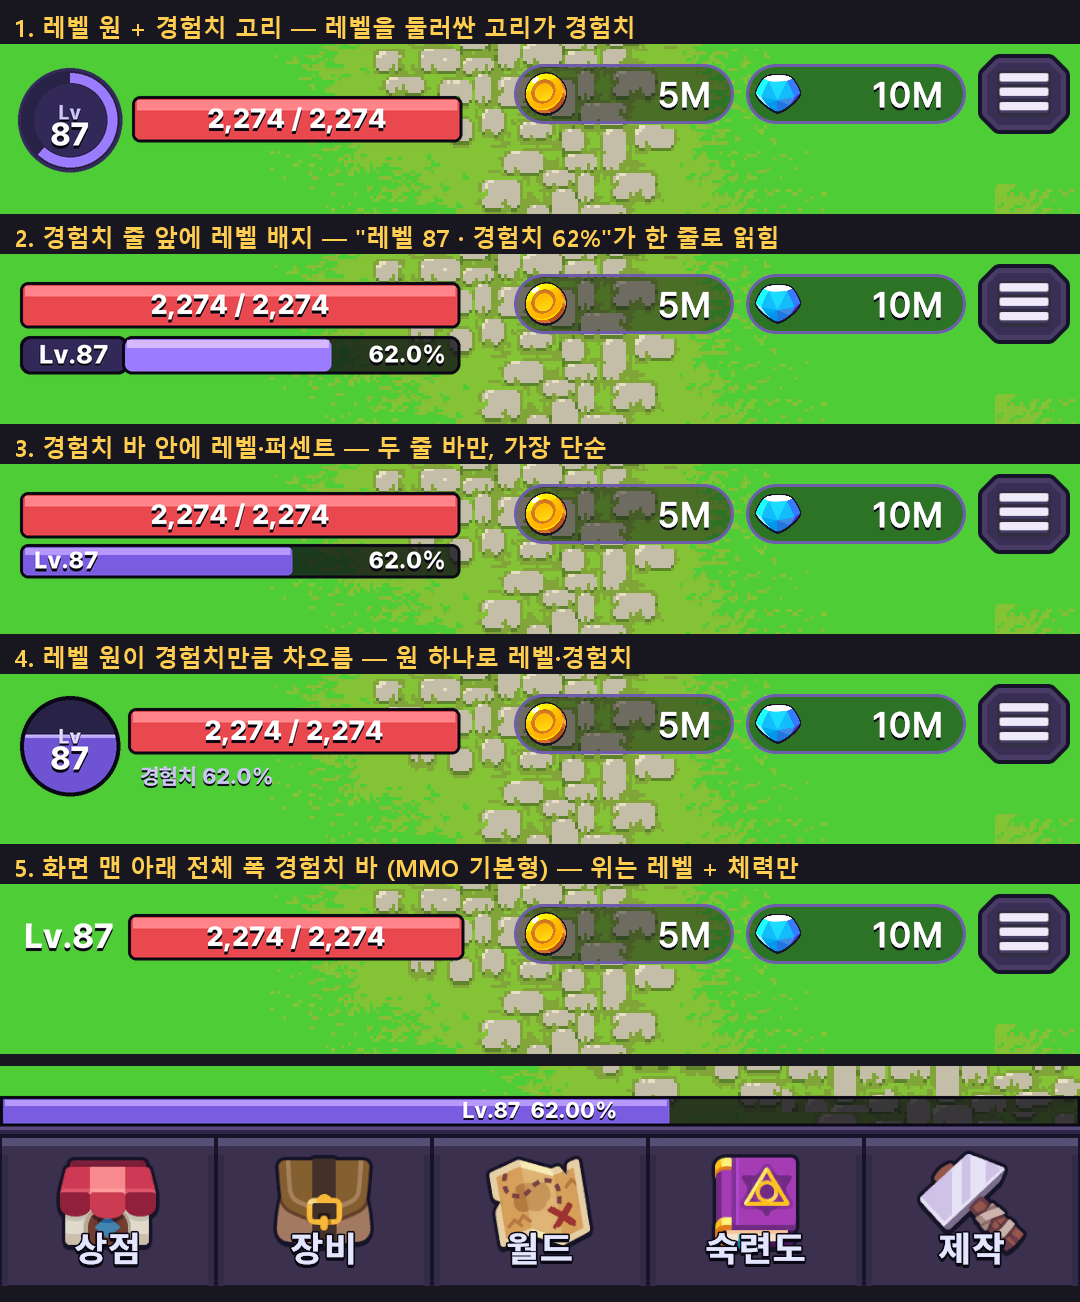 1. 레벨 원 + 경험치 고리 — 레벨을 둘러싼 고리가 경험치
Lv
87
2,274 / 2,274
5M
10M
2. 경험치 줄 앞에 레벨 배지 — "레벨 87 · 경험치 62%"가 한 줄로 읽힘
2,274 / 2,274
5M
10M
Lv.87
62.0%
3. 경험치 바 안에 레벨·퍼센트 — 두 줄 바만, 가장 단순
2,274 / 2,274
5M
10M
Lv.87
62.0%
4. 레벨 원이 경험치만큼 차오름 — 원 하나로 레벨·경험치
Lv
87
2,274 / 2,274
5M
10M
경험치 62.0%
5. 화면 맨 아래 전체 폭 경험치 바 (MMO 기본형) — 위는 레벨 + 체력만
Lv.87
2,274 / 2,274
5M
10M
Lv.87 62.00%
상점
장비
월드
숙련도
제작